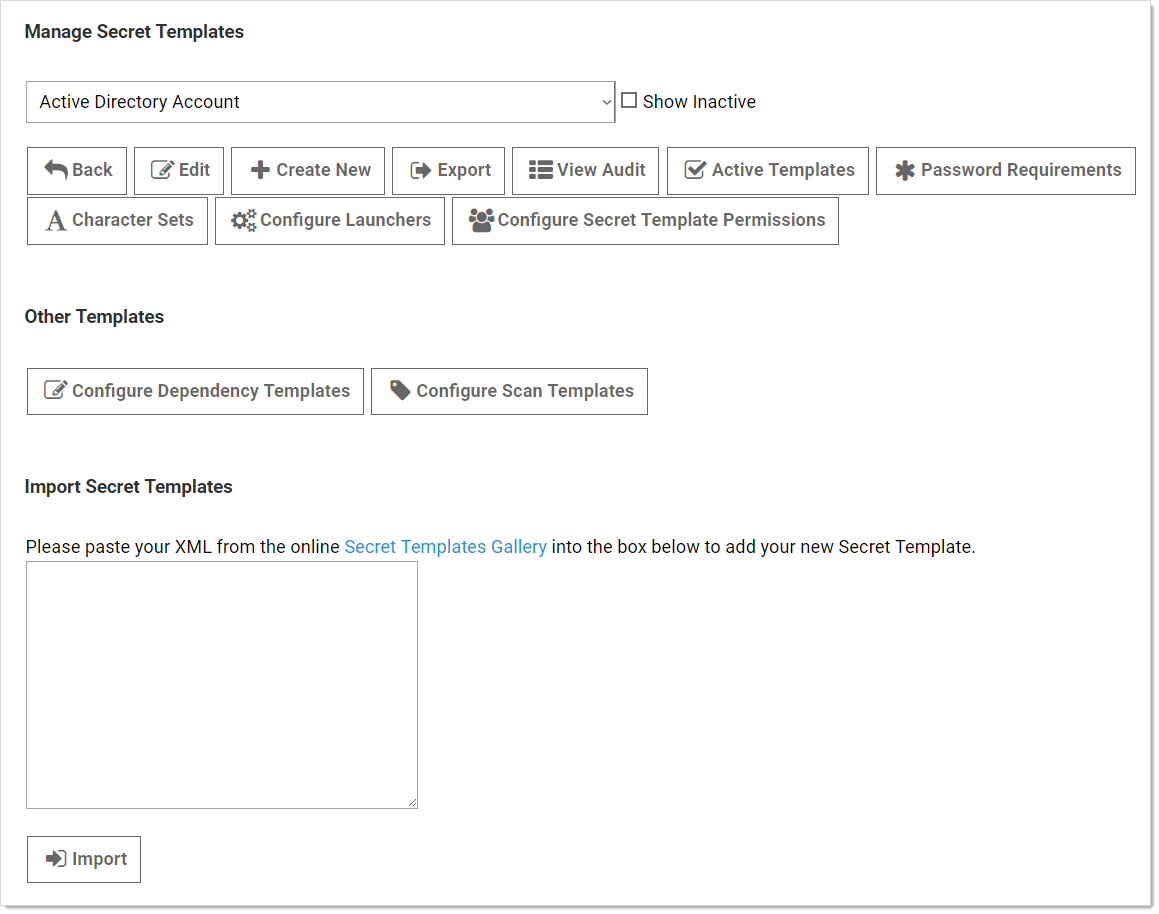 Manage Secret Templates
Active Directory Account Show Inactive
Back Edit Create New Export View Audit Active Templates Password Requirements
Character Sets Configure Launchers Configure Secret Template Permissions
Other Templates
Configure Dependency Templates Configure Scan Templates
Import Secret Templates
Please paste your XML from the online Secret Templates Gallery into the box below to add your new Secret Template.
Import